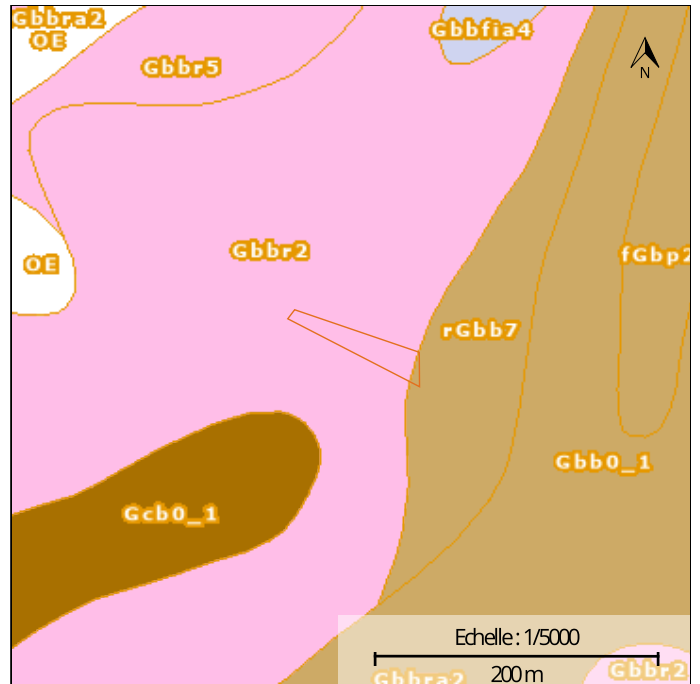 Gbbra2
OE
Gbbr5
Gbbfia4
N
Gbbr2
OE
fGbp2
rGbb7
Gbb0_1
Gcb0_1
Echelle : 1/5000
200 m
Gbbra2
Gbbr2